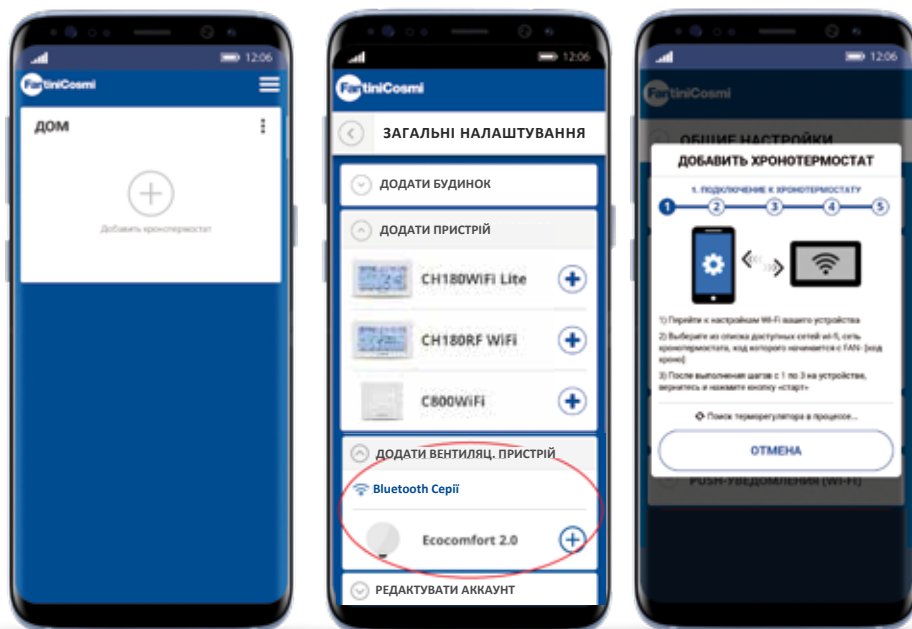 12:06
FantiniCosmi
ДОМ
Добавить хронотермостат
12:06
FantiniCosmi
ЗАГАЛЬНІ НАЛАШТУВАННЯ
ДОДАТИ БУДИНОК
ДОДАТИ ПРИСТРІЙ
CH180WiFi Lite
CH180RF WiFi
C800WiFi
ДОДАТИ ВЕНТИЛЯЦ. ПРИСТРІЙ
Bluetooth Серії
Ecocomfort 2.0
РЕДАКТУВАТИ АККАУНТ
12:06
FantiniCosmi
ОБЩИЕ НАСТРОЙКИ
ДОБАВИТЬ ХРОНОТЕРМОСТАТ
1. ПОДКЛЮЧЕНИЕ К ХРОНОТЕРМОСТАТУ
1 2 3 4 5
1) Перейти к настройкам Wi-Fi вашего устройства
2) Выберите из списка доступных сетей wi-fi, сеть
хронотермостата, код которого начинается с FAN- [код
хроно]
3) После выполнения шагов с 1 по 3 на устройстве,
вернитесь и нажмите кнопку «старт»
Поиск терморегулятора в процессе...
ОТМЕНА
PUSH-УВЕДОМЛЕНИЯ (WI-FI)